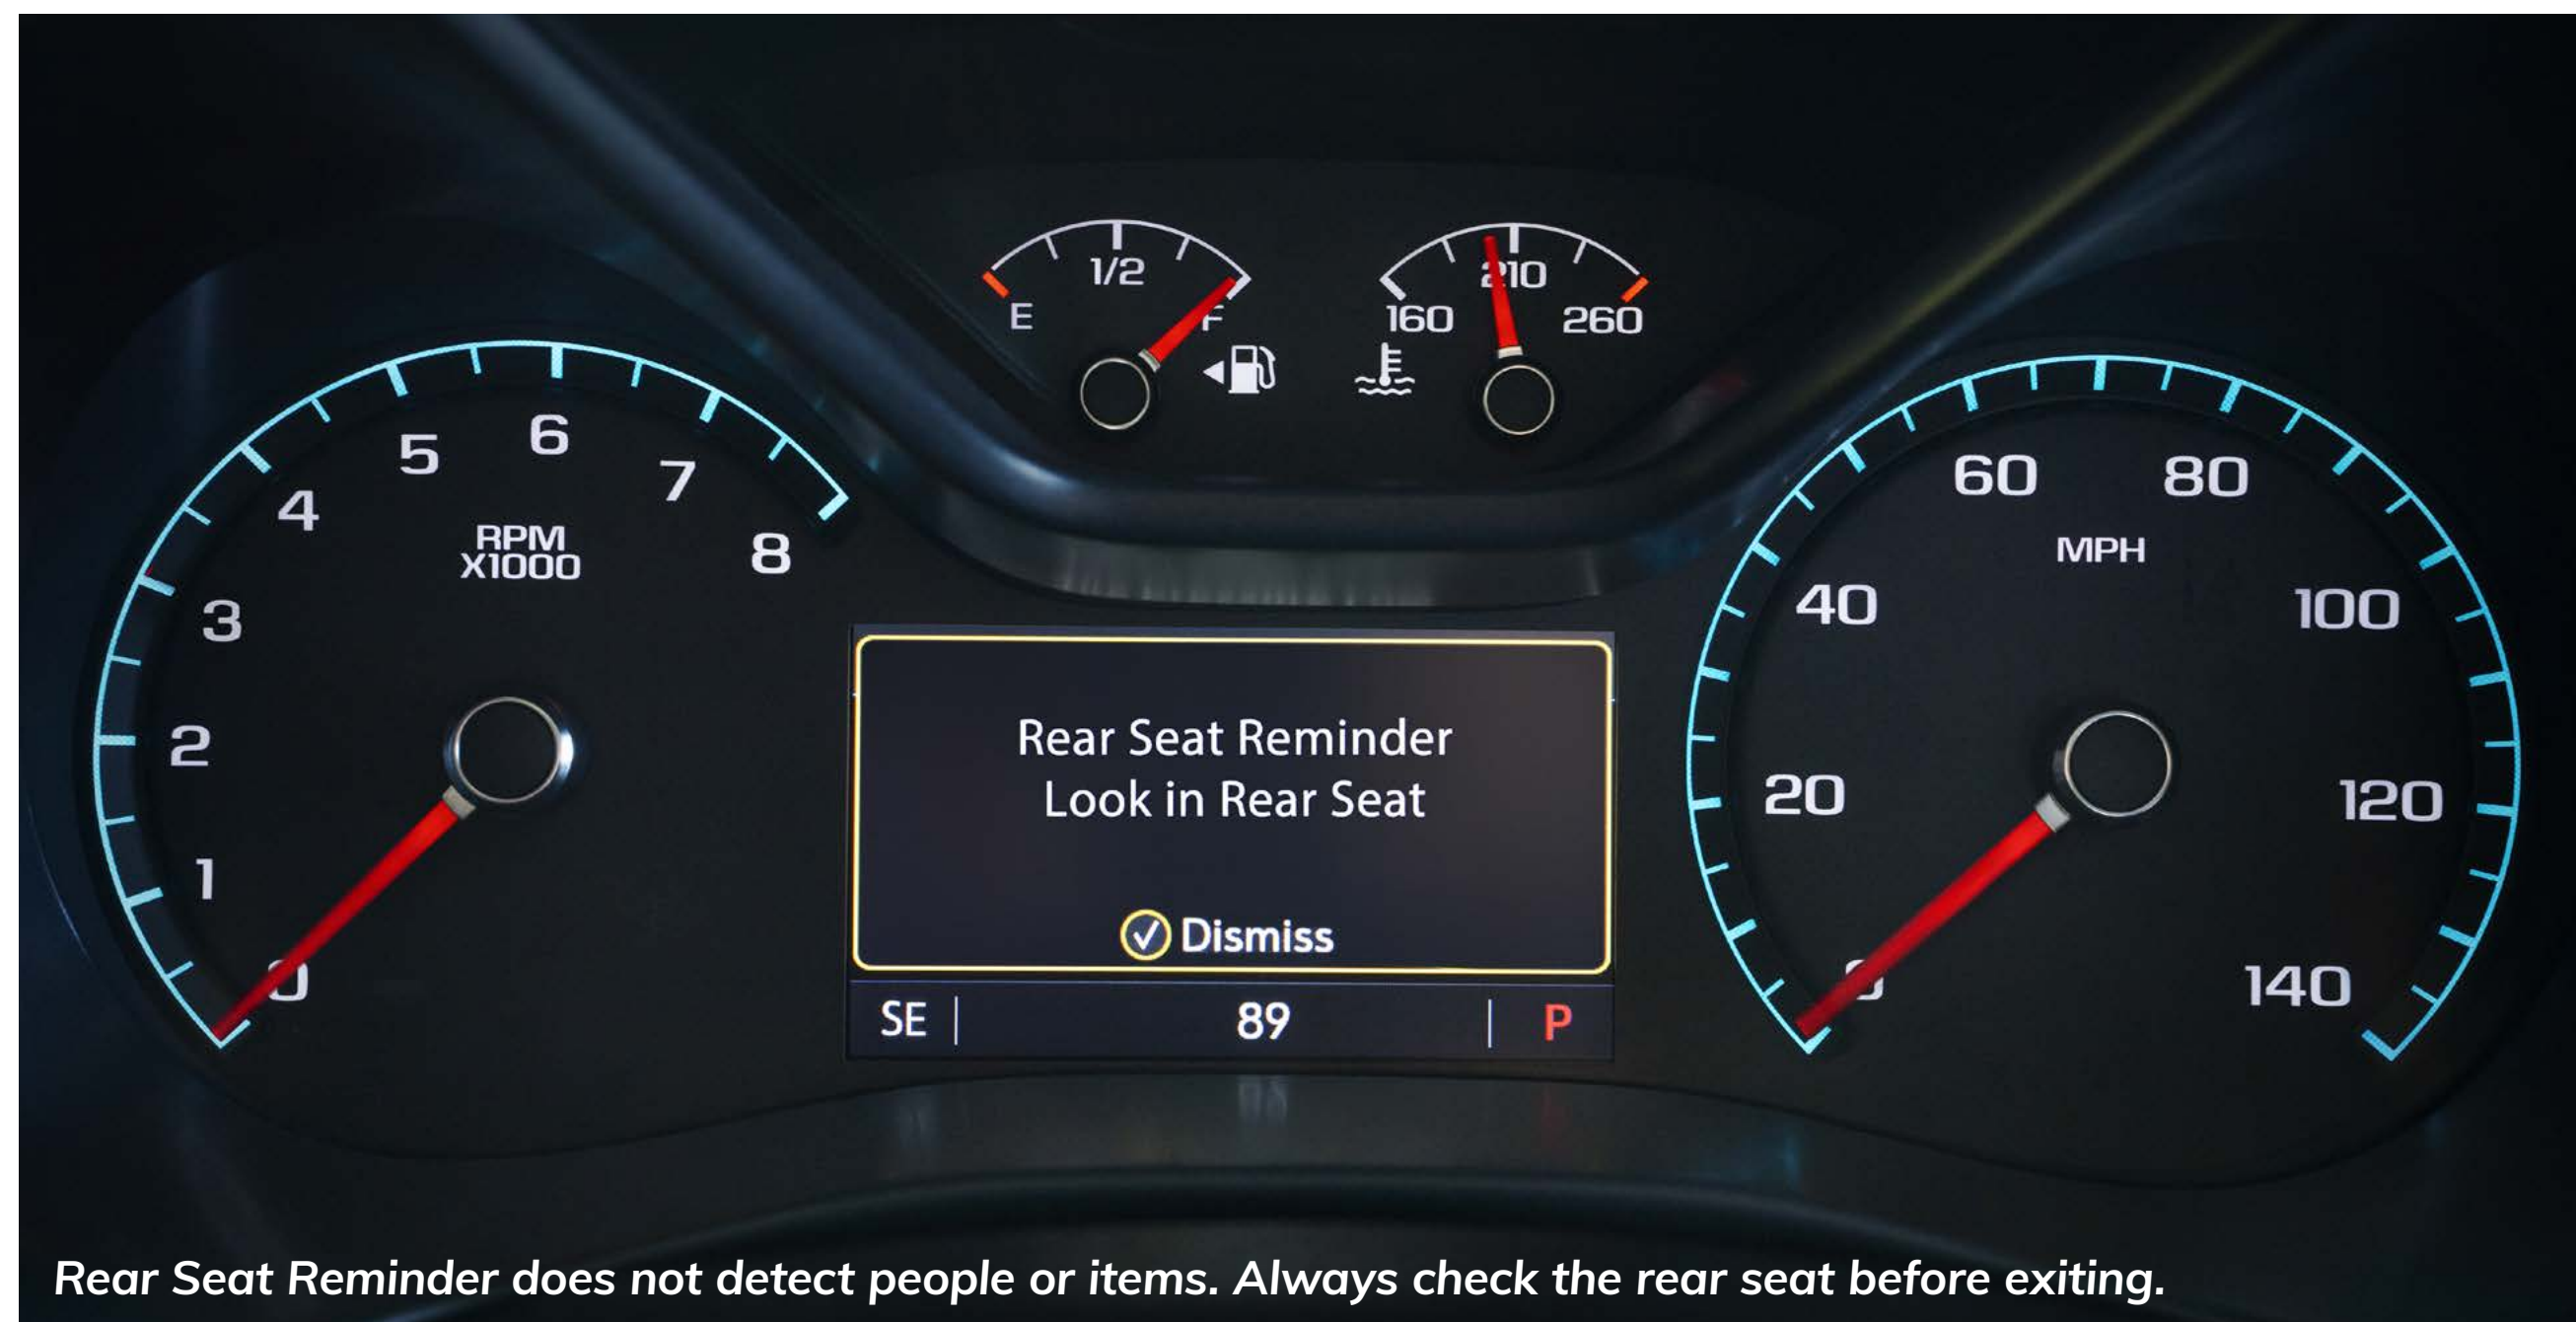 E
1/2
F
160
210
260
0
1
2
3
4
5
6
7
8
RPM
X1000
Rear Seat Reminder
Look in Rear Seat
Dismiss
SE
89
P
0
20
40
60
80
100
120
140
MPH
Rear Seat Reminder does not detect people or items. Always check the rear seat before exiting.